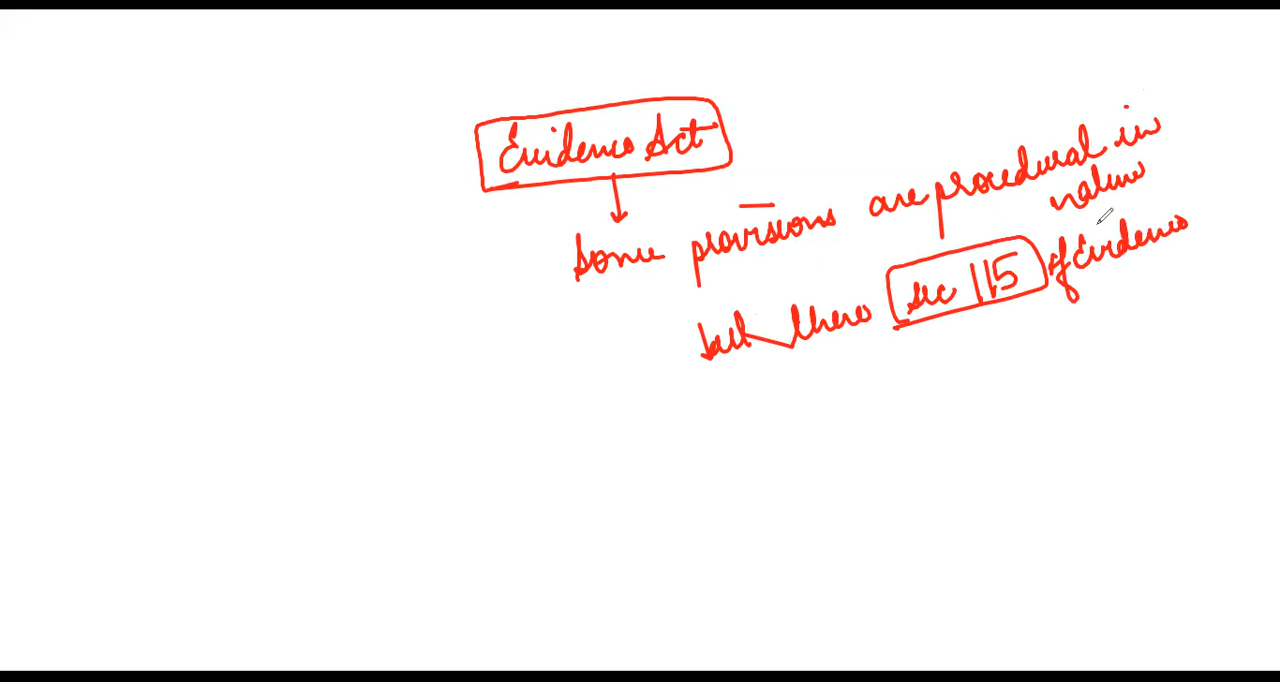 Evidence Act
Some provisions are procedural in
nature
but there sec 115 of Evidence